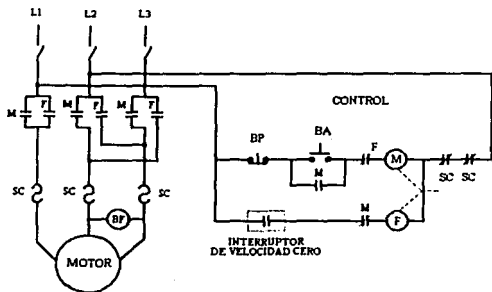 L1 L2 L3
CONTROL
M F M F M F
BP BA F M
M SC SC
SC SC SC
M F
BF
INTERRUPTOR
DE VELOCIDAD CERO
MOTOR